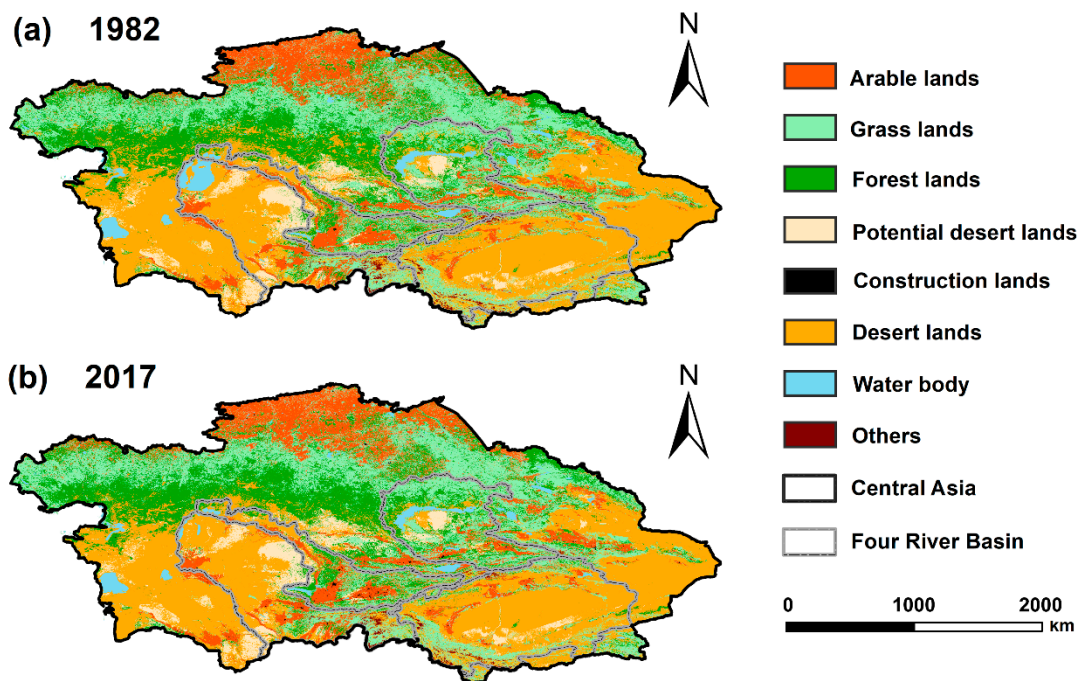 (a) 1982
N
(b) 2017
N
Arable lands
Grass lands
Forest lands
Potential desert lands
Construction lands
Desert lands
Water body
Others
Central Asia
Four River Basin
0 1000 2000
KM